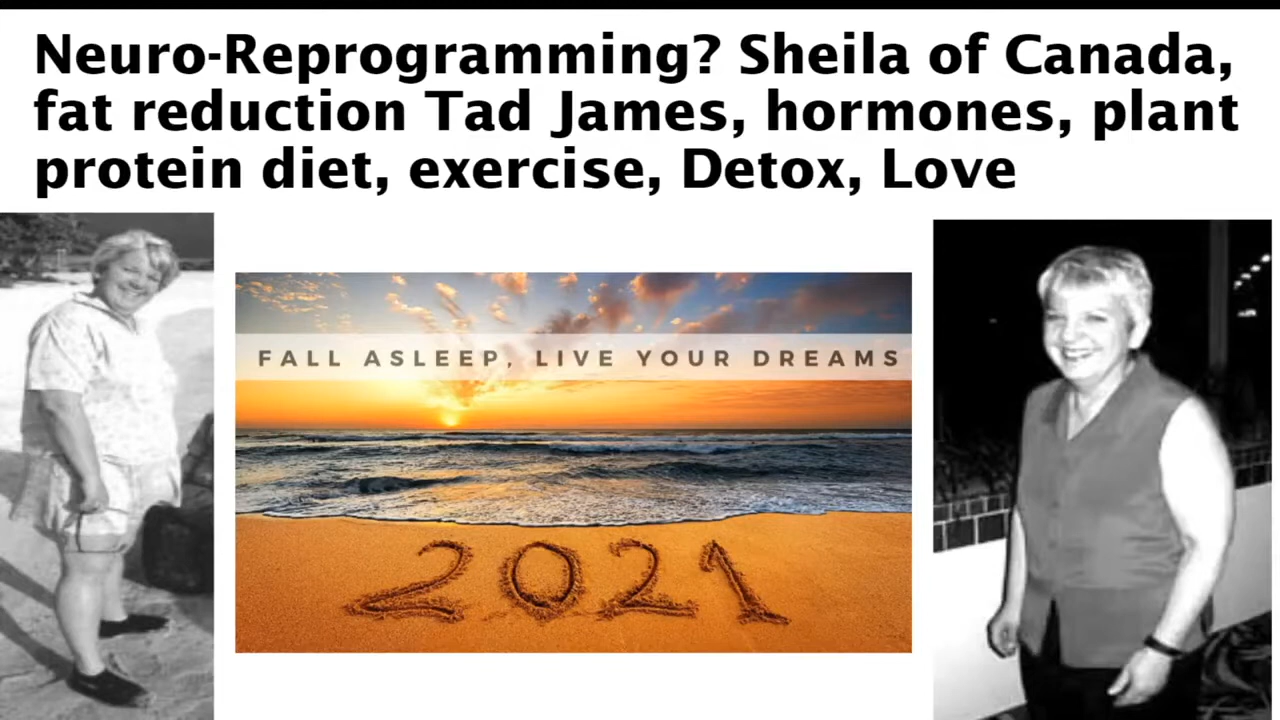 Neuro-Reprogramming? Sheila of Canada,
fat reduction Tad James, hormones, plant
protein diet, exercise, Detox, Love
FALL ASLEEP, LIVE YOUR DREAMS
2021